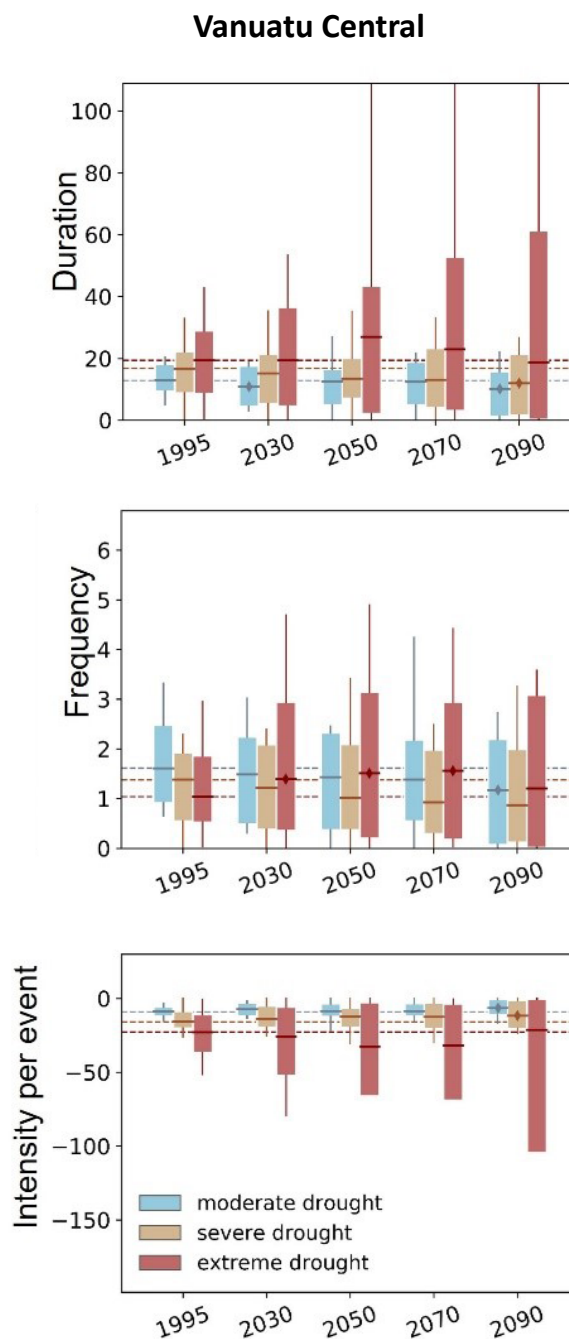 Vanuatu Central
Duration
100
80
60
40
20
0
1995 2030 2050 2070 2090
Frequency
6
5
4
3
2
1
0
1995 2030 2050 2070 2090
Intensity per event
0
−50
−100
−150
moderate drought
severe drought
extreme drought
1995 2030 2050 2070 2090